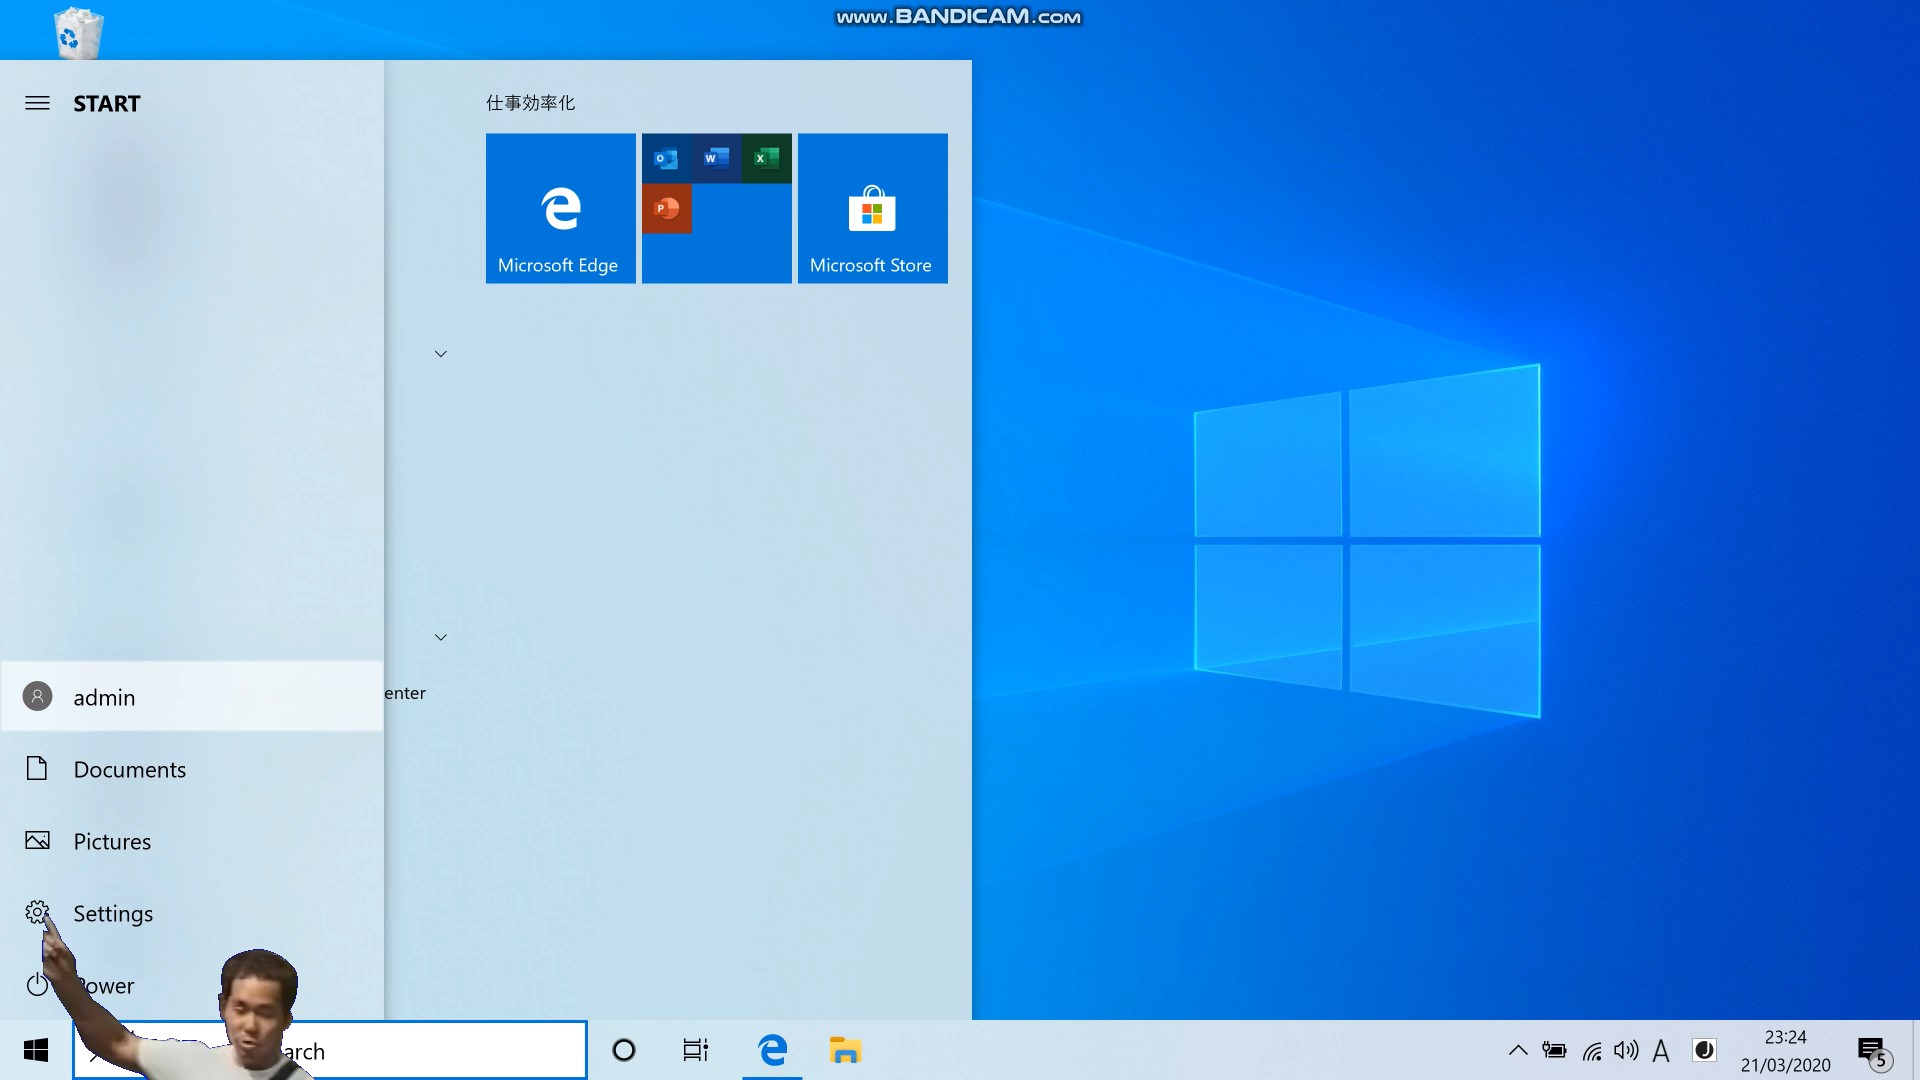 www.BANDICAM.com
START
仕事効率化
O
W
X
P
Microsoft Edge
Microsoft Store
admin
enter
Documents
Pictures
Settings
ower
arch
A
23:24
21/03/2020
5